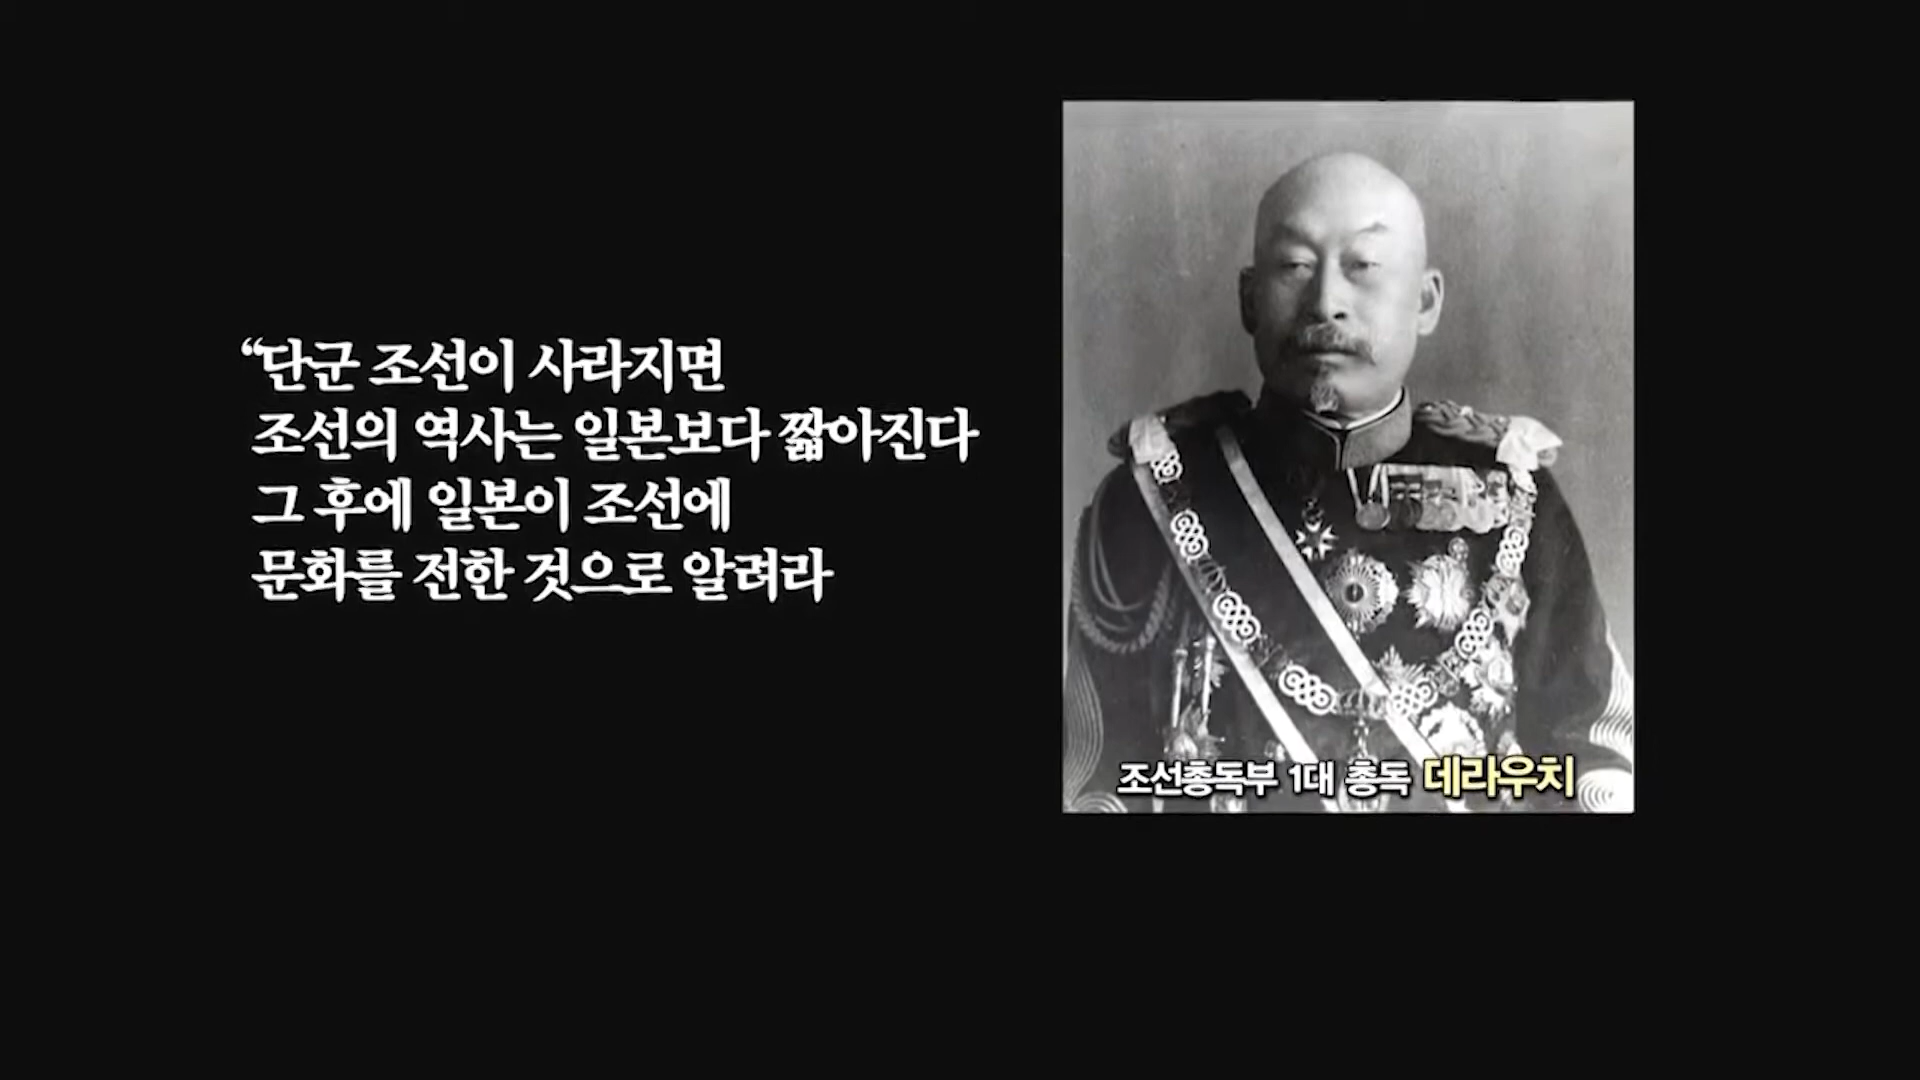 “단군 조선이 사라지면
조선의 역사는 일본보다 짧아진다
그 후에 일본이 조선에
문화를 전한 것으로 알려라
조선총독부 1대 총독 데라우치